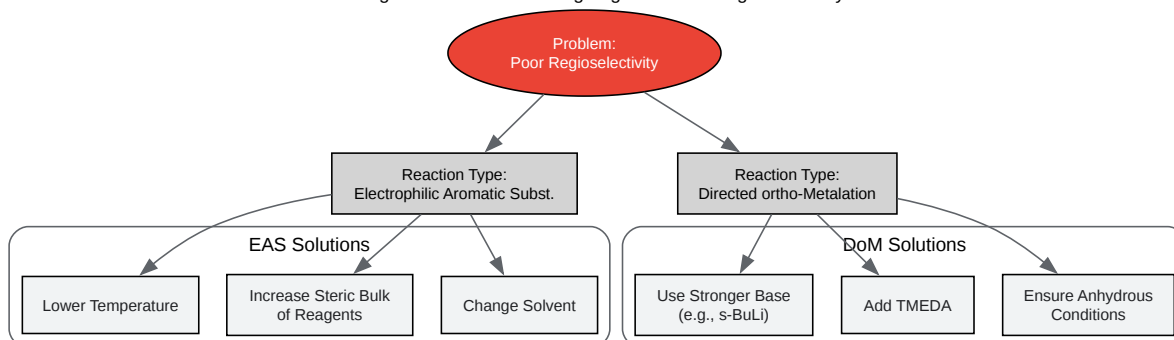 Problem:
Poor Regioselectivity
Reaction Type:
Electrophilic Aromatic Subst.
Reaction Type:
Directed ortho-Metalation
EAS Solutions
DoM Solutions
Lower Temperature
Increase Steric Bulk
of Reagents
Change Solvent
Use Stronger Base
(e.g., s-BuLi)
Add TMEDA
Ensure Anhydrous
Conditions